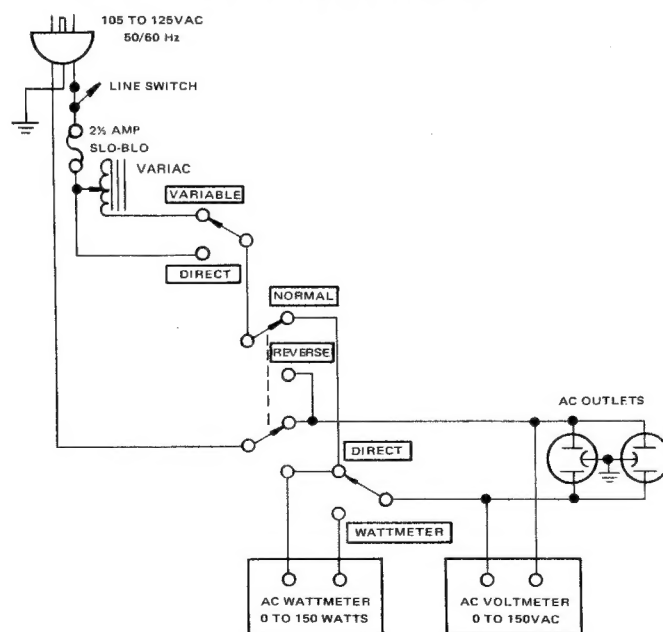 105 TO 125VAC
50/60 Hz
LINE SWITCH
2½ AMP
SLO-BLO
VARIAC
VARIABLE
DIRECT
NORMAL
REVERSE
AC OUTLETS
DIRECT
WATTMETER
AC WATTMETER
0 TO 150 WATTS
AC VOLTMETER
0 TO 150VAC